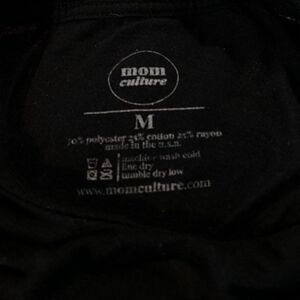 mom
culture
M
50% polyester 25% cotton 25% rayon
made in the u.s.a.
machine wash cold
line dry
tumble dry low
www.momculture.com